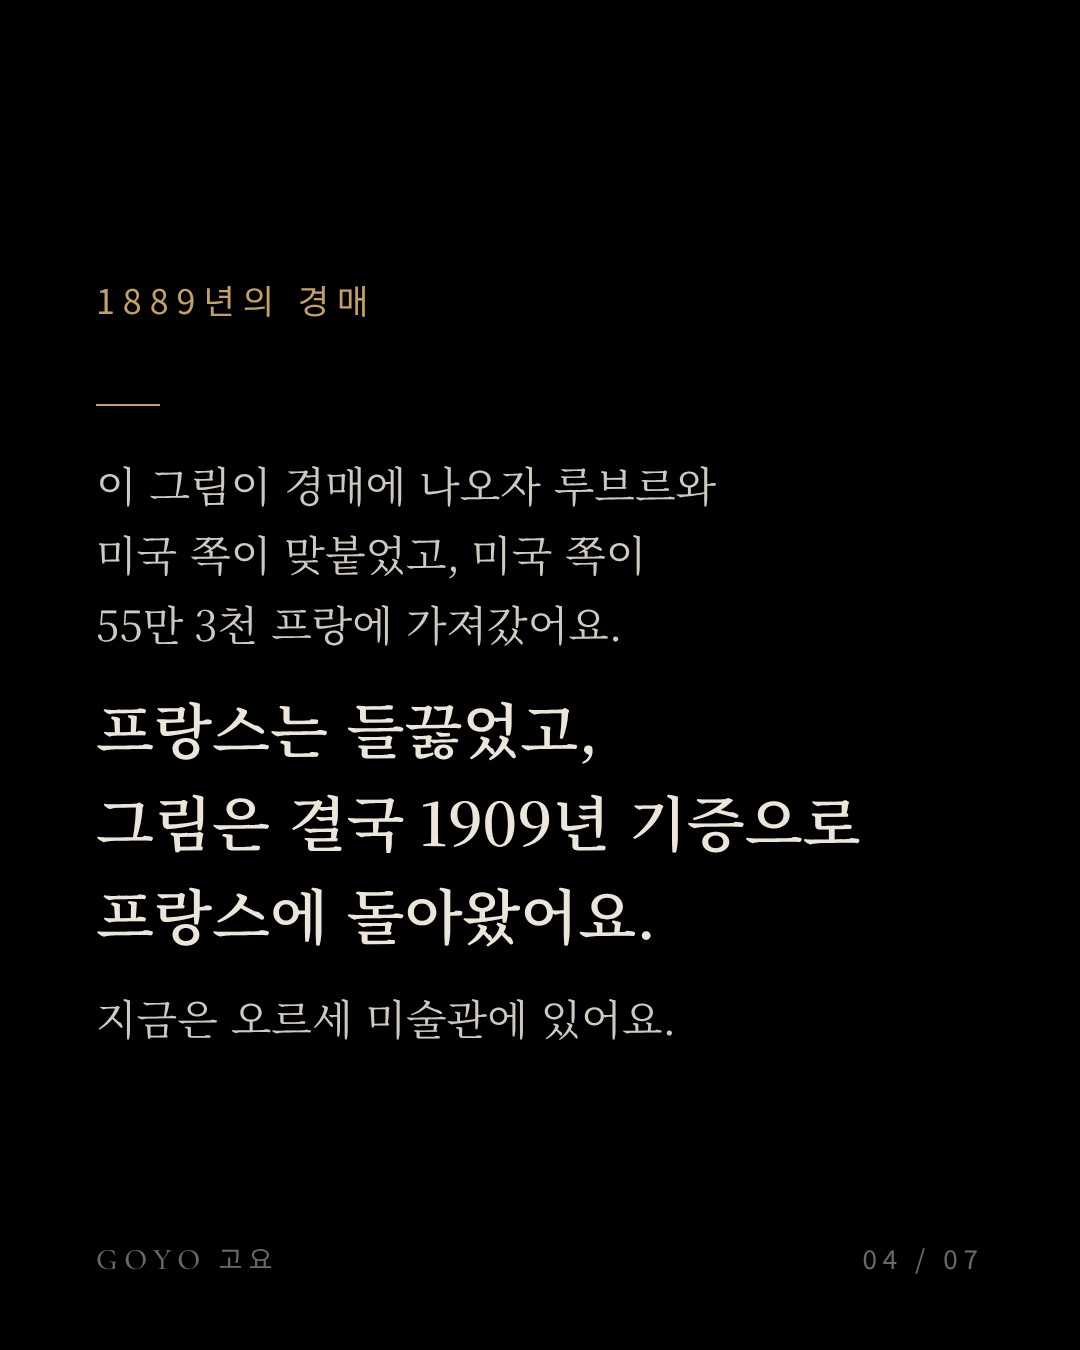 1889년의 경매
이 그림이 경매에 나오자 루브르와
미국 쪽이 맞붙었고, 미국 쪽이
55만 3천 프랑에 가져갔어요.
프랑스는 들끓었고,
그림은 결국 1909년 기증으로
프랑스에 돌아왔어요.
지금은 오르세 미술관에 있어요.
GOYO 고요
04 / 07